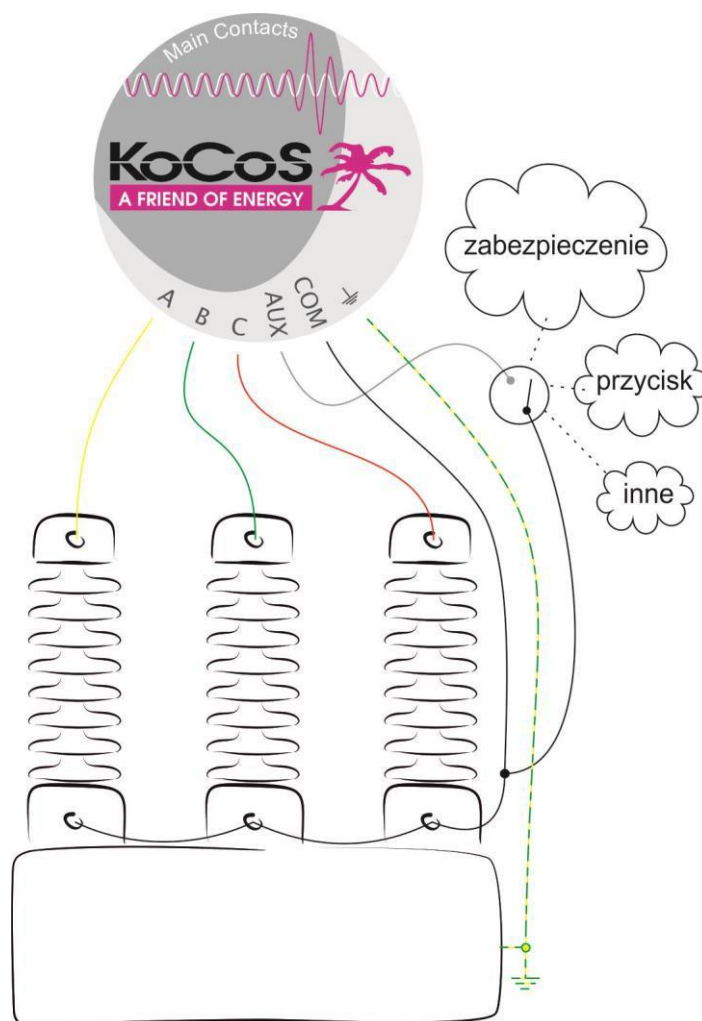 Main Contacts
KoCoS
A FRIEND OF ENERGY
A
B
C
AUX
COM
zabezpieczenie
przycisk
inne